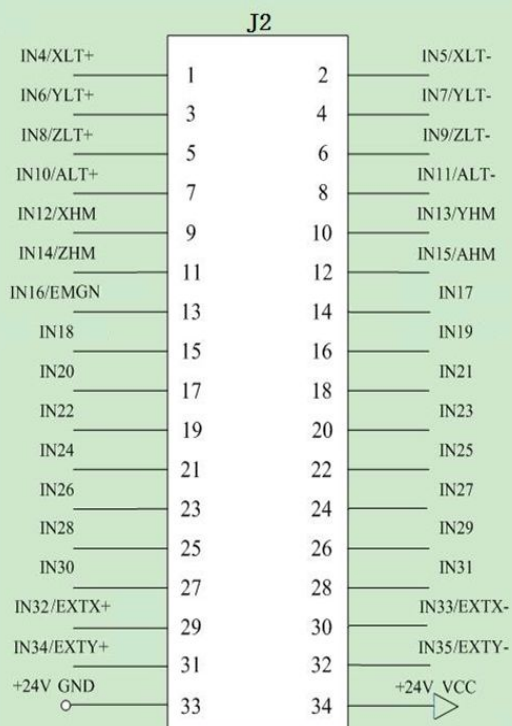 J2
IN4/XLT+ 1 2 IN5/XLT-
IN6/YLT+ 3 4 IN7/YLT-
IN8/ZLT+ 5 6 IN9/ZLT-
IN10/ALT+ 7 8 IN11/ALT-
IN12/XHM 9 10 IN13/YHM
IN14/ZHM 11 12 IN15/AHM
IN16/EMGN 13 14 IN17
IN18 15 16 IN19
IN20 17 18 IN21
IN22 19 20 IN23
IN24 21 22 IN25
IN26 23 24 IN27
IN28 25 26 IN29
IN30 27 28 IN31
IN32/EXTX+ 29 30 IN33/EXTX-
IN34/EXTY+ 31 32 IN35/EXTY-
+24V GND 33 34 +24V VCC